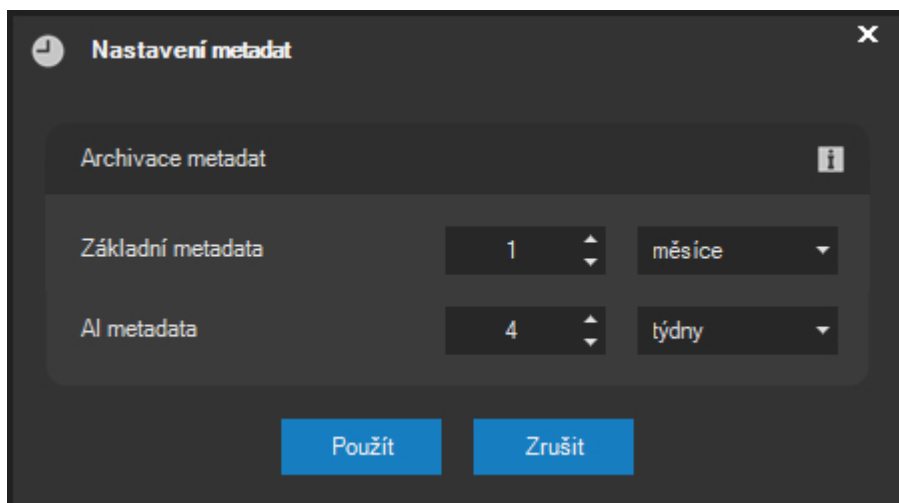 Nastavení metadat
Archivace metadat
Základní metadata 1 měsíce
AI metadata 4 týdny
Použít Zrušit